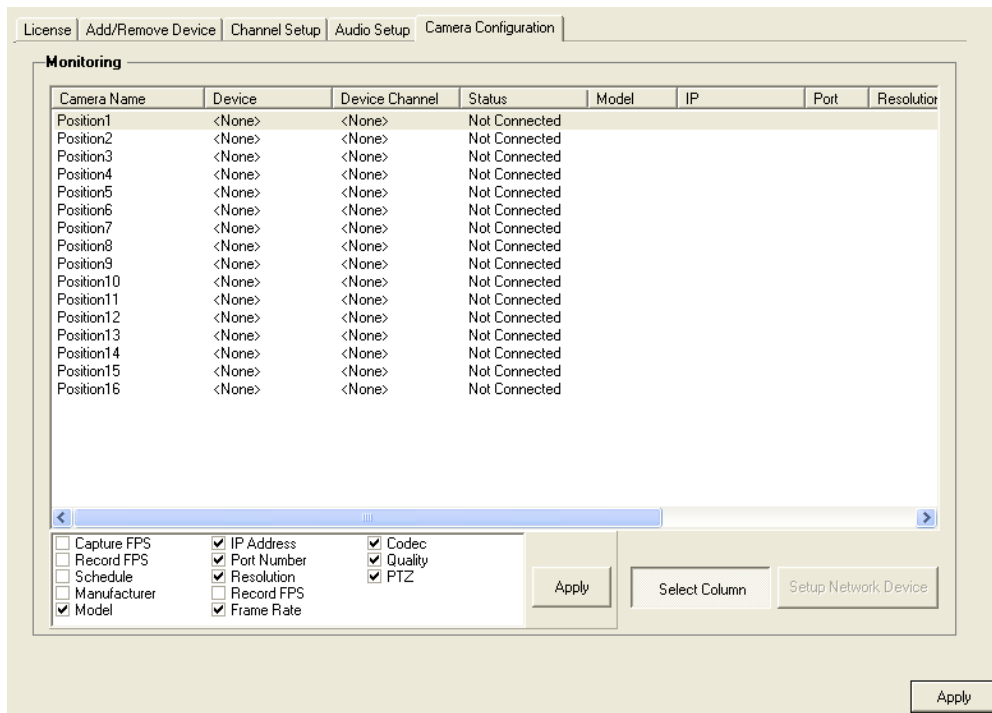 License Add/Remove Device Channel Setup Audio Setup Camera Configuration
Monitoring
Camera Name Device Device Channel Status Model IP Port Resolution
Position1 <None> <None> Not Connected
Position2 <None> <None> Not Connected
Position3 <None> <None> Not Connected
Position4 <None> <None> Not Connected
Position5 <None> <None> Not Connected
Position6 <None> <None> Not Connected
Position7 <None> <None> Not Connected
Position8 <None> <None> Not Connected
Position9 <None> <None> Not Connected
Position10 <None> <None> Not Connected
Position11 <None> <None> Not Connected
Position12 <None> <None> Not Connected
Position13 <None> <None> Not Connected
Position14 <None> <None> Not Connected
Position15 <None> <None> Not Connected
Position16 <None> <None> Not Connected
Capture FPS IP Address Codec
Record FPS Port Number Quality
Schedule Resolution PTZ
Manufacturer Record FPS
Model Frame Rate
Apply Select Column Setup Network Device
Apply